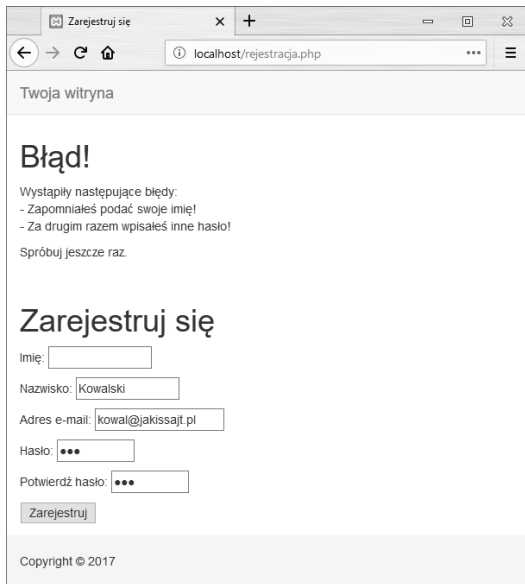 Zarejestruj się
localhost/rejestracja.php
Twoja witryna
Błąd!
Wystąpiły następujące błędy:
- Zapomniałeś podać swoje imię!
- Za drugim razem wpisałeś inne hasło!
Spróbuj jeszcze raz.
Zarejestruj się
Imię:
Nazwisko: Kowalski
Adres e-mail: kowal@jakissajt.pl
Hasło: •••
Potwierdź hasło: •••
Zarejestruj
Copyright © 2017